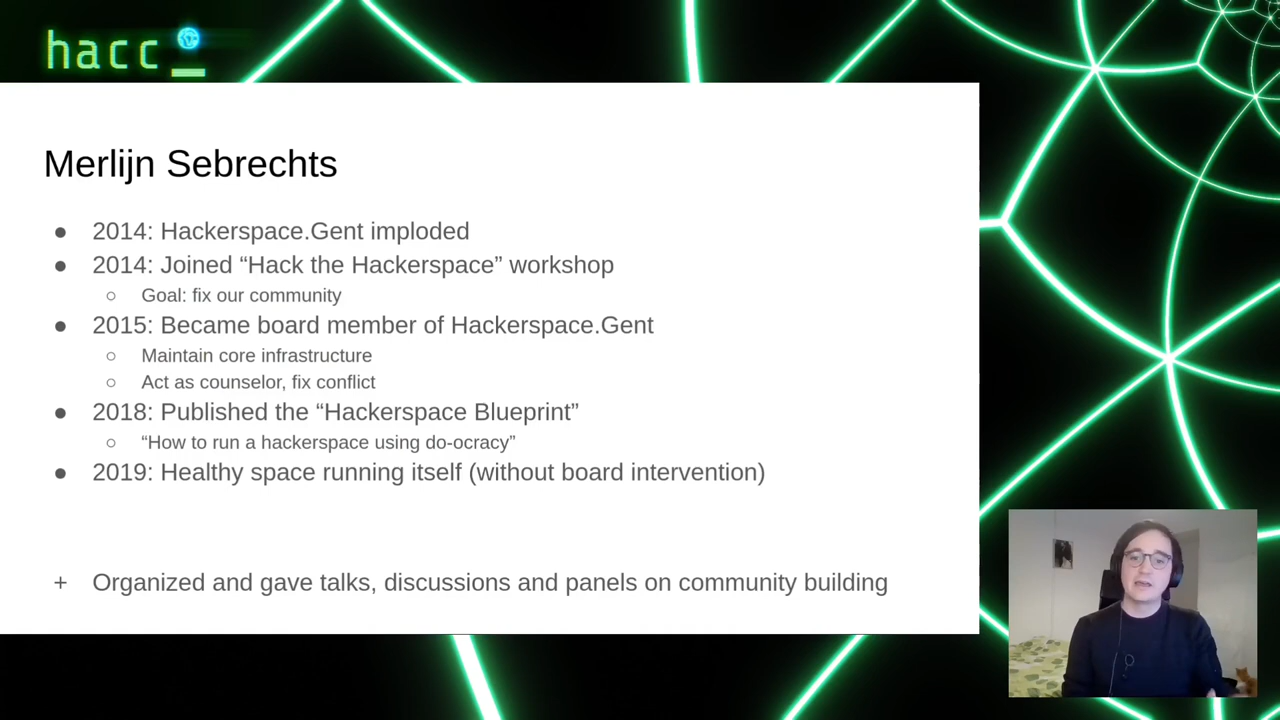 hacc_
Merlijn Sebrechts
● 2014: Hackerspace.Gent imploded
● 2014: Joined “Hack the Hackerspace” workshop
○ Goal: fix our community
● 2015: Became board member of Hackerspace.Gent
○ Maintain core infrastructure
○ Act as counselor, fix conflict
● 2018: Published the “Hackerspace Blueprint”
○ “How to run a hackerspace using do-ocracy”
● 2019: Healthy space running itself (without board intervention)
+ Organized and gave talks, discussions and panels on community building